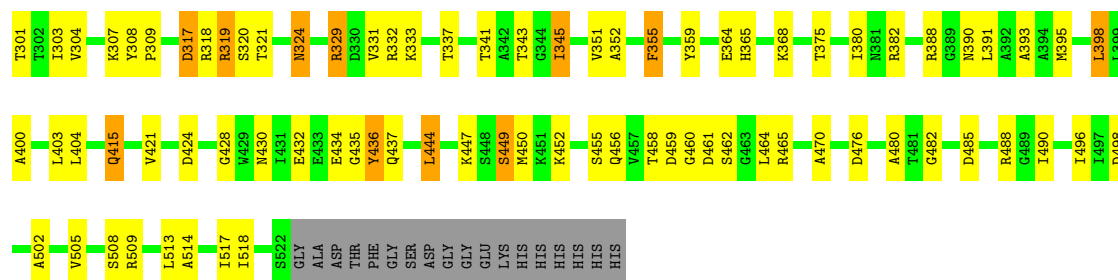 T301 T302 I303 V304 K307 Y308 P309 D317 R318 R319 S320 T321 N324 R329 D330 V331 R332 K333 T337 T341 A342 T343 G344 I345 V351 A352 F355 Y359 E364 H365 K368 T375 I380 N381 R382 R388 G389 N390 L391 A392 A393 A394 M395 L398
A400 L403 L404 Q415 V421 D424 G428 W429 N430 I431 E432 E433 E434 G435 Y436 Q437 L444 K447 S448 S449 M450 K451 K452 S455 Q456 V457 T458 D459 G460 D461 S462 G463 L464 R465 A470 D476 A480 T481 G482 D485 R488 G489 I490 I496 I497 D498
A502 V505 S508 R509 L513 A514 I517 I518 S522 GLY ALA ASP THR PHE GLY SER ASP GLY GLY GLU LYS HIS HIS HIS HIS HIS HIS